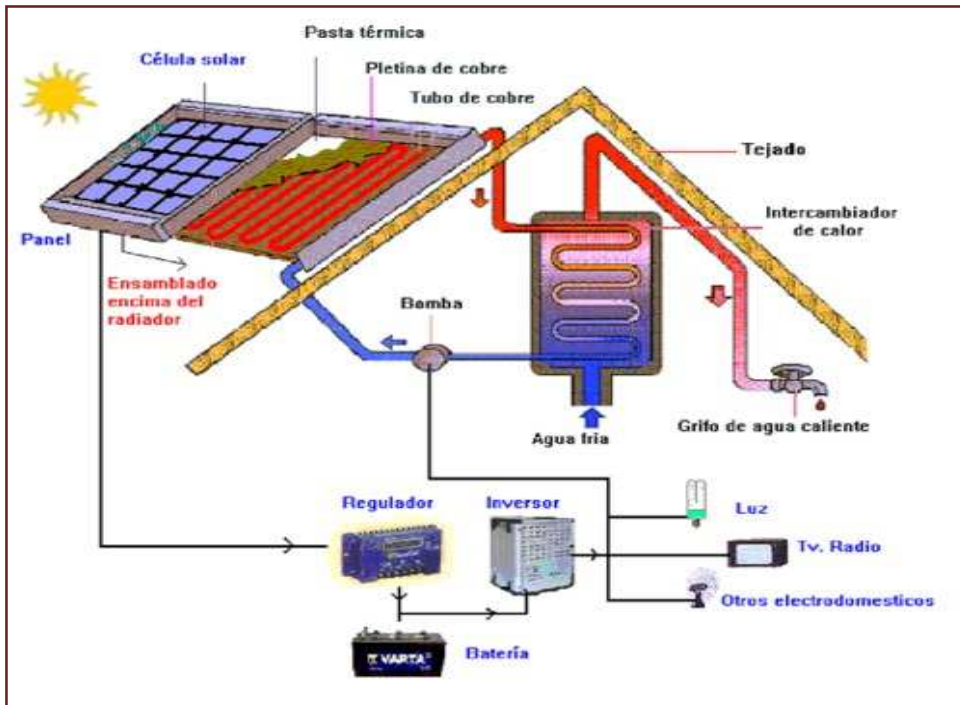 Pasta térmica
Célula solar
Pletina de cobre
Tubo de cobre
Tejado
Intercambiador
de calor
Panel
Ensamblado
encima del
radiador
Bomba
Agua fria
Grifo de agua caliente
Regulador
Inversor
Luz
Tv. Radio
Otros electrodomesticos
VARTA
Batería